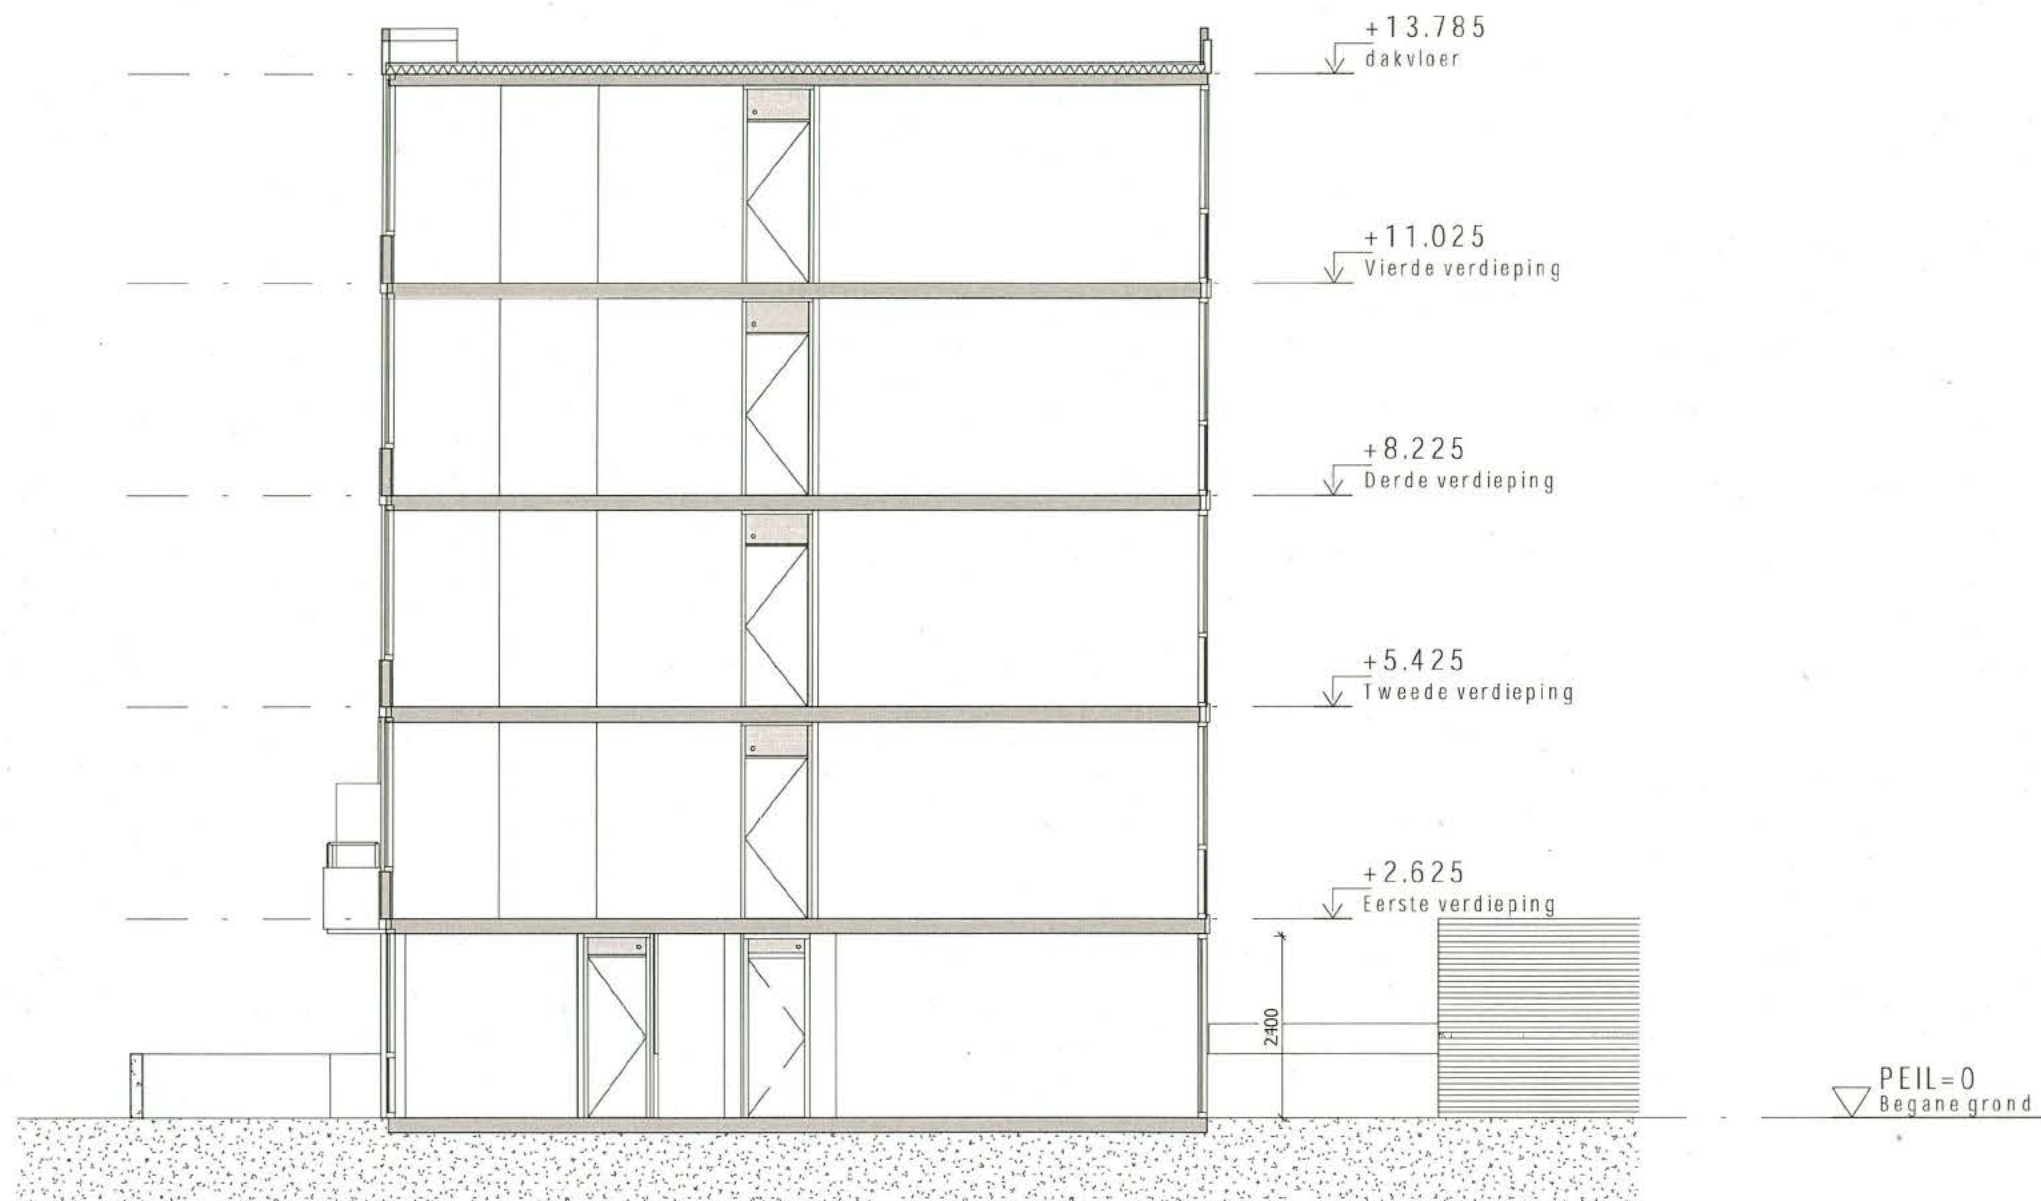 +13.785
dakvloer
+11.025
Vierde verdieping
+8.225
Derde verdieping
+5.425
Tweede verdieping
+2.625
Eerste verdieping
2400
PEIL=0
Begane grond